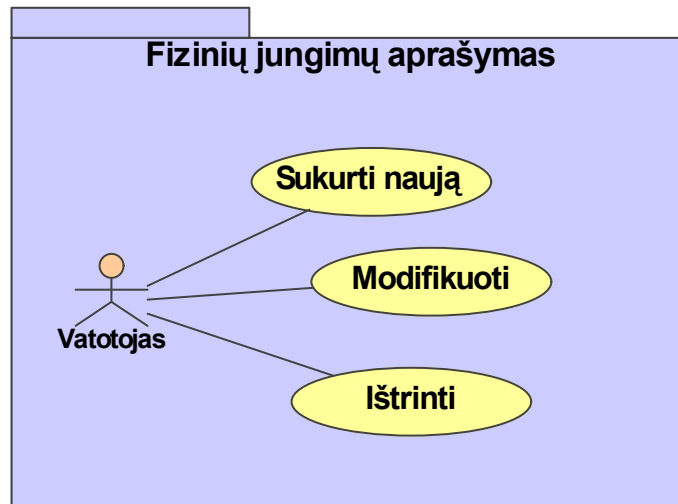 Fizinių jungimų aprašymas
Sukurti naują
Modifikuoti
Vatotojas
Ištrinti